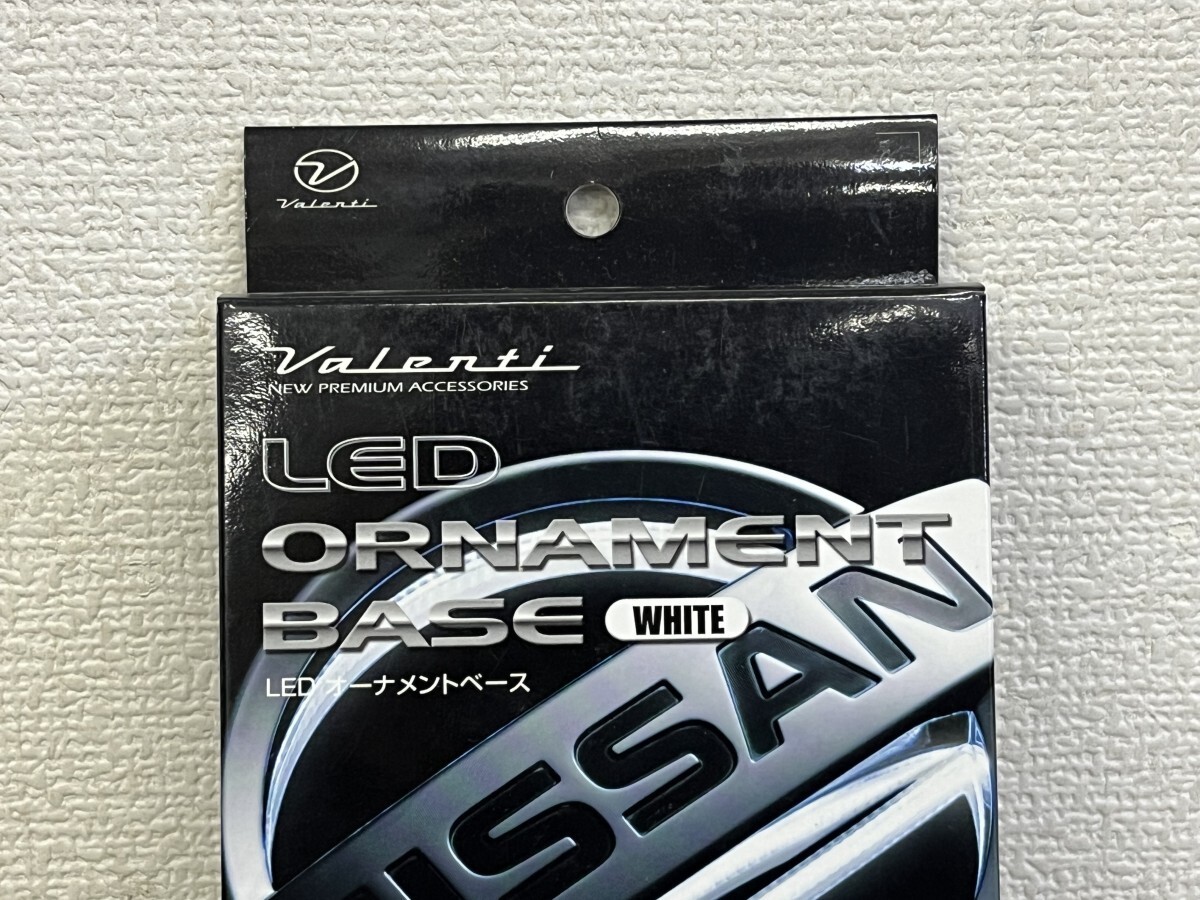 Valenti
Valenti
NEW PREMIUM ACCESSORIES
LED
ORNAMENT
BASE WHITE
LED オーナメントベース
NISSAN